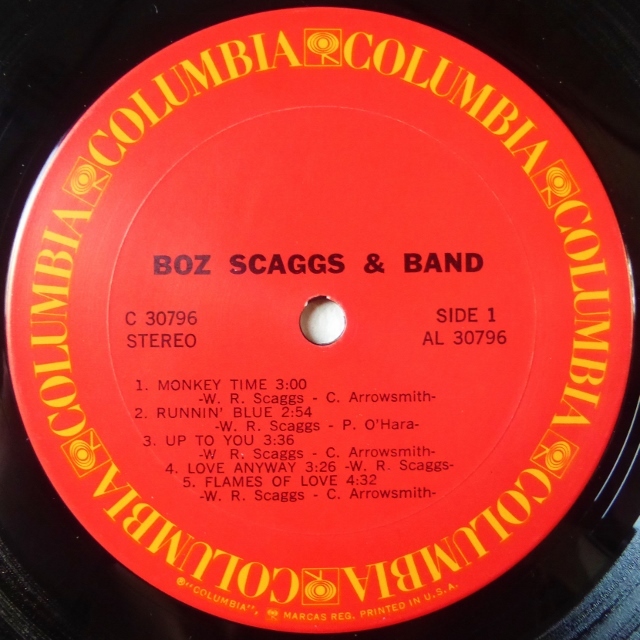 COLUMBIA COLUMBIA COLUMBIA COLUMBIA COLUMBIA COLUMBIA
BOZ SCAGGS & BAND
C 30796
STEREO
SIDE 1
AL 30796
1. MONKEY TIME 3:00
-W. R. Scaggs - C. Arrowsmith-
2. RUNNIN' BLUE 2:54
-W. R. Scaggs - P. O'Hara-
3. UP TO YOU 3:36
-W. R. Scaggs - C. Arrowsmith-
4. LOVE ANYWAY 3:26 -W. R. Scaggs-
5. FLAMES OF LOVE 4:32
-W. R. Scaggs - C. Arrowsmith-
®"COLUMBIA", MARCAS REG. PRINTED IN U.S.A.